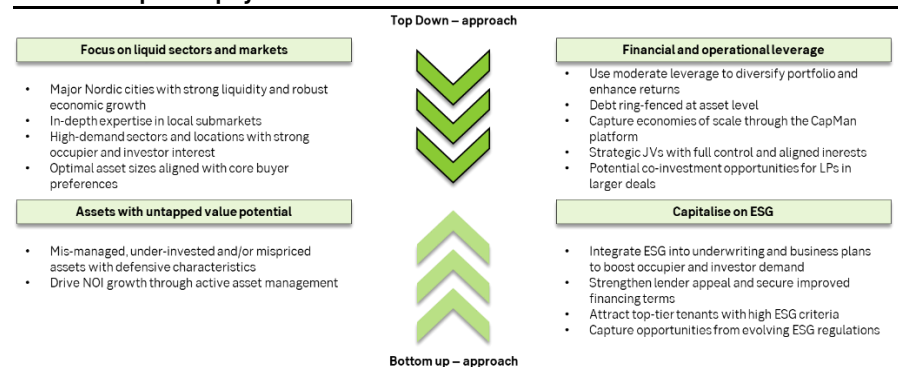 Top Down – approach
Focus on liquid sectors and markets
• Major Nordic cities with strong liquidity and robust
economic growth
• In-depth expertise in local submarkets
• High-demand sectors and locations with strong
occupier and investor interest
• Optimal asset sizes aligned with core buyer
preferences
Assets with untapped value potential
• Mis-managed, under-invested and/or mispriced
assets with defensive characteristics
• Drive NOI growth through active asset management
Financial and operational leverage
• Use moderate leverage to diversify portfolio and
enhance returns
• Debt ring-fenced at asset level
• Capture economies of scale through the CapMan
platform
• Strategic JVs with full control and aligned inerests
• Potential co-investment opportunities for LPs in
larger deals
Capitalise on ESG
• Integrate ESG into underwriting and business plans
to boost occupier and investor demand
• Strengthen lender appeal and secure improved
financing terms
• Attract top-tier tenants with high ESG criteria
• Capture opportunities from evolving ESG regulations
Bottom up – approach